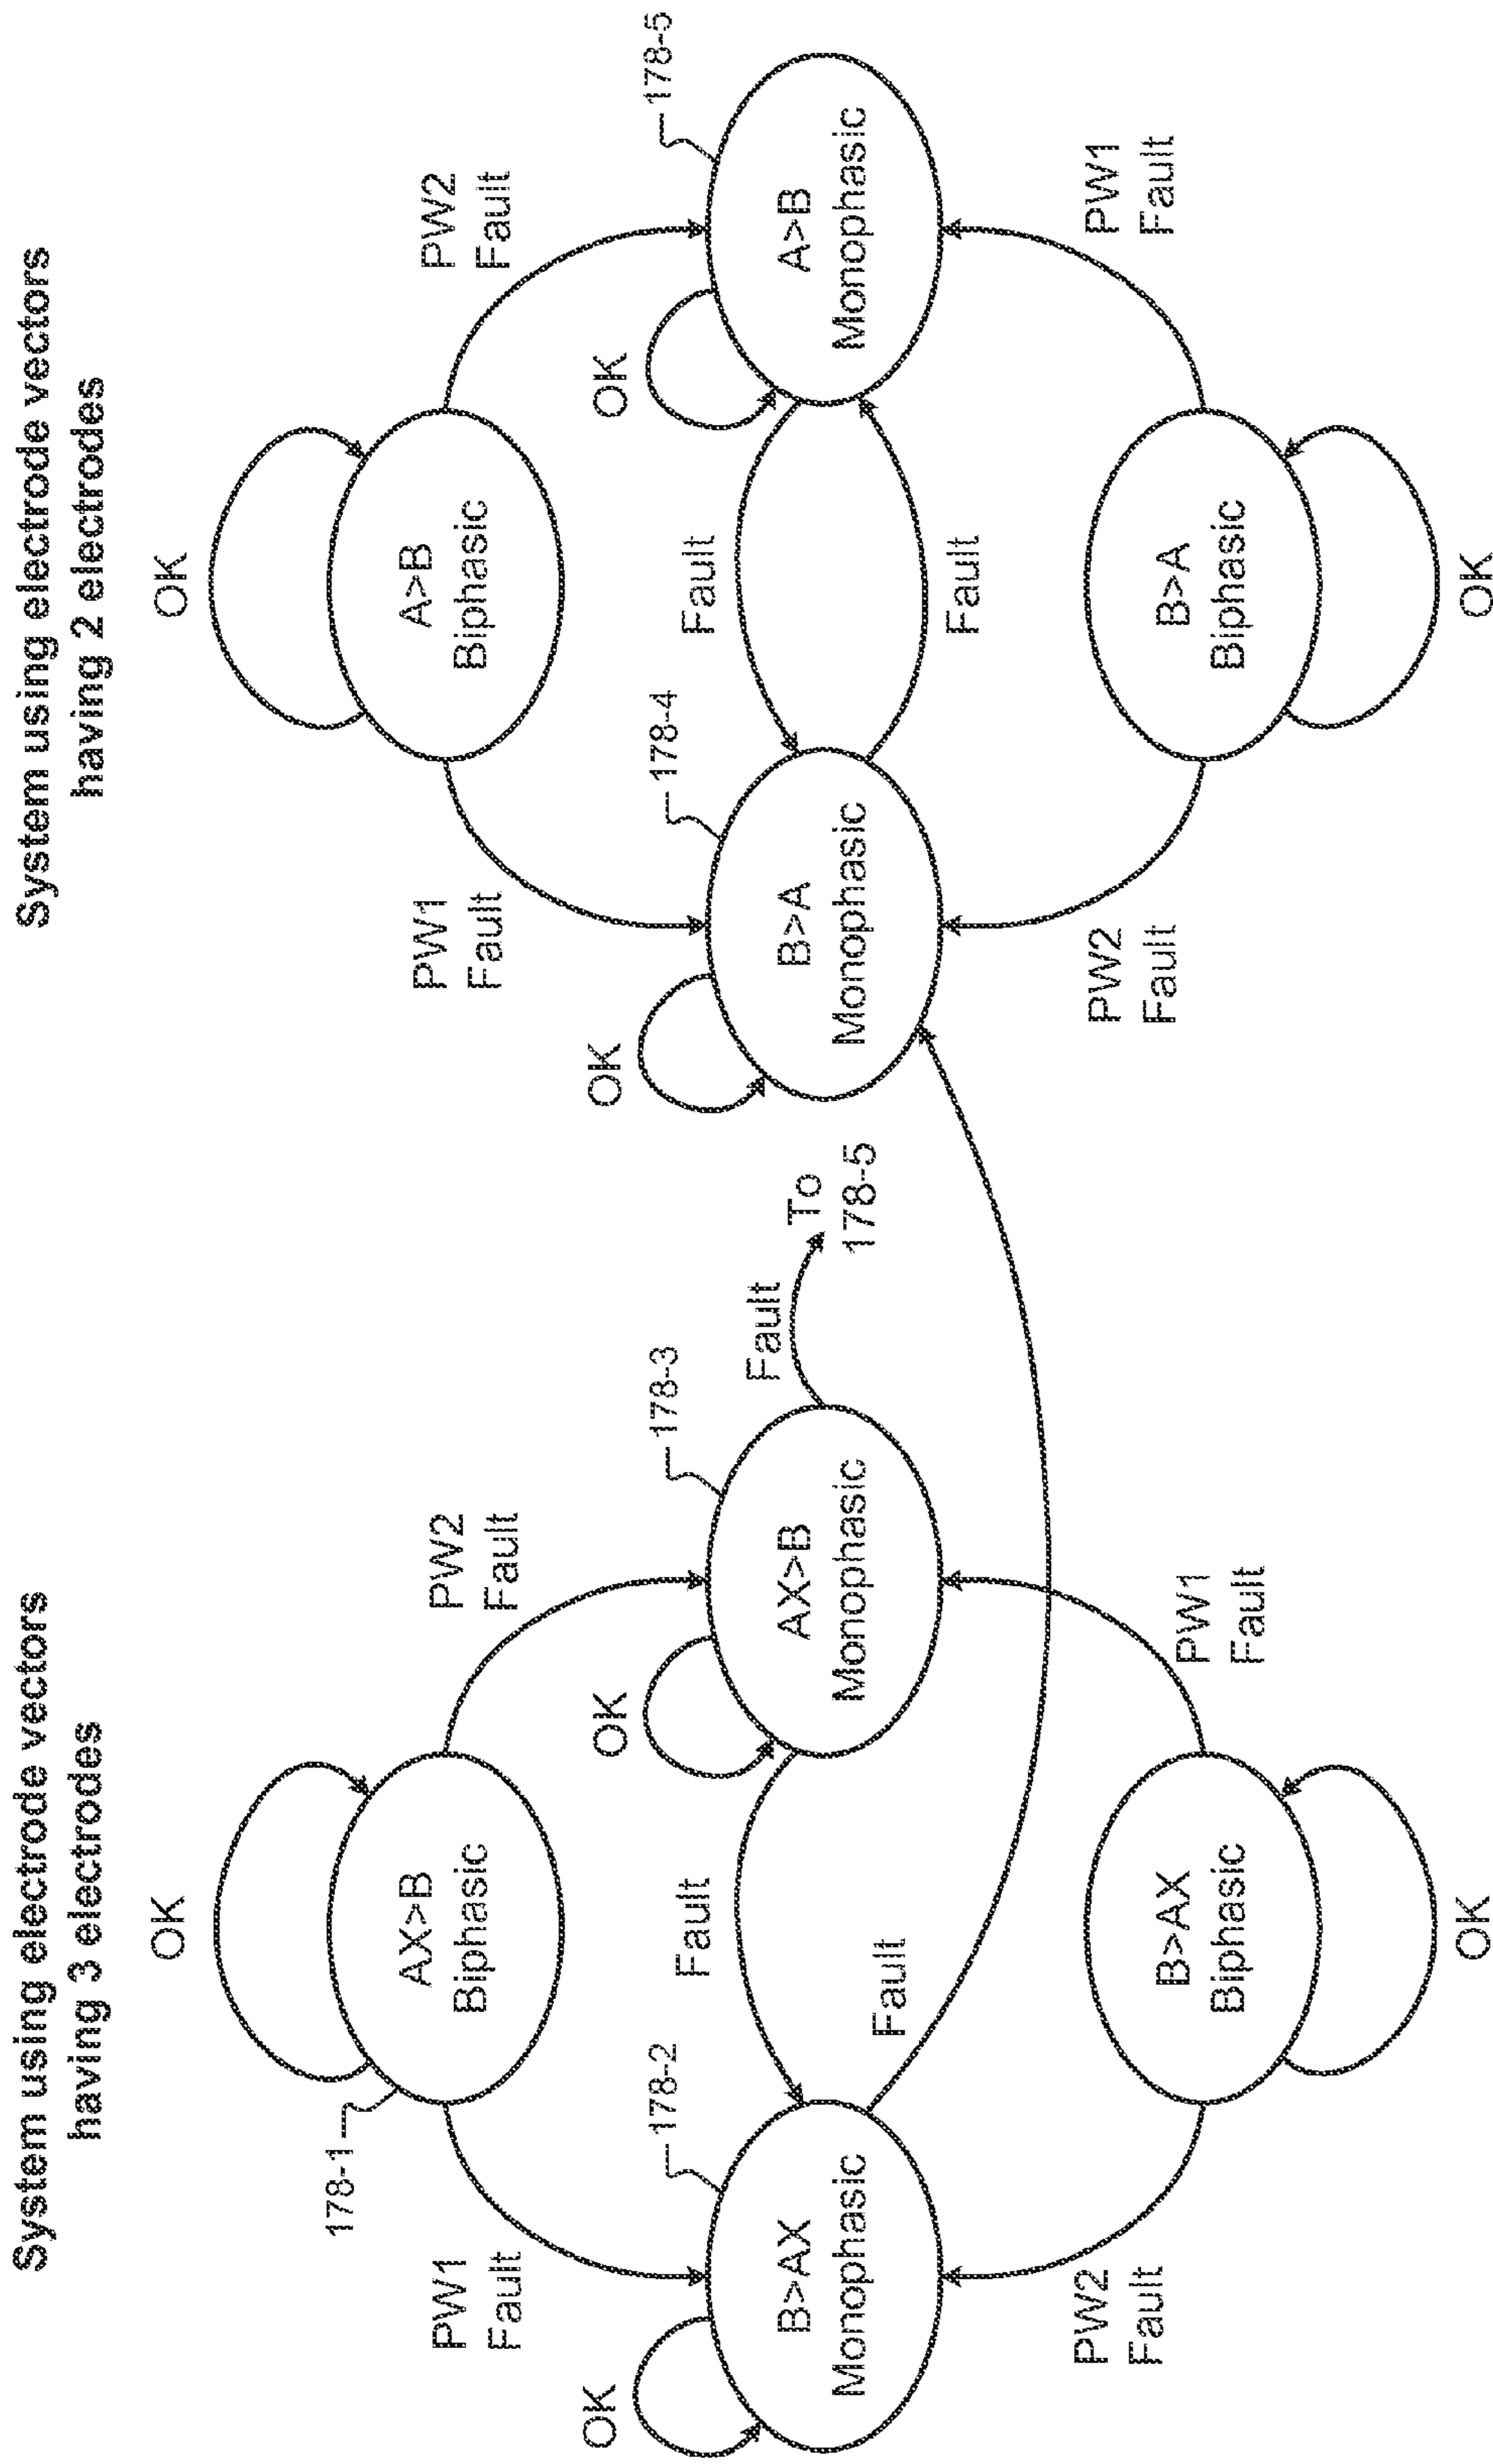 System using electrode vectors
having 3 electrodes
OK
178-1
AX>B
Biphasic
PW1
Fault
PW2
Fault
OK
178-2
B>AX
Monophasic
Fault
OK
178-3
AX>B
Monophasic
Fault
To
178-5
Fault
PW2
Fault
B>AX
Biphasic
PW1
Fault
OK
System using electrode vectors
having 2 electrodes
OK
A>B
Biphasic
PW1
Fault
PW2
Fault
OK
178-4
B>A
Monophasic
Fault
OK
178-5
A>B
Monophasic
Fault
PW2
Fault
B>A
Biphasic
PW1
Fault
OK